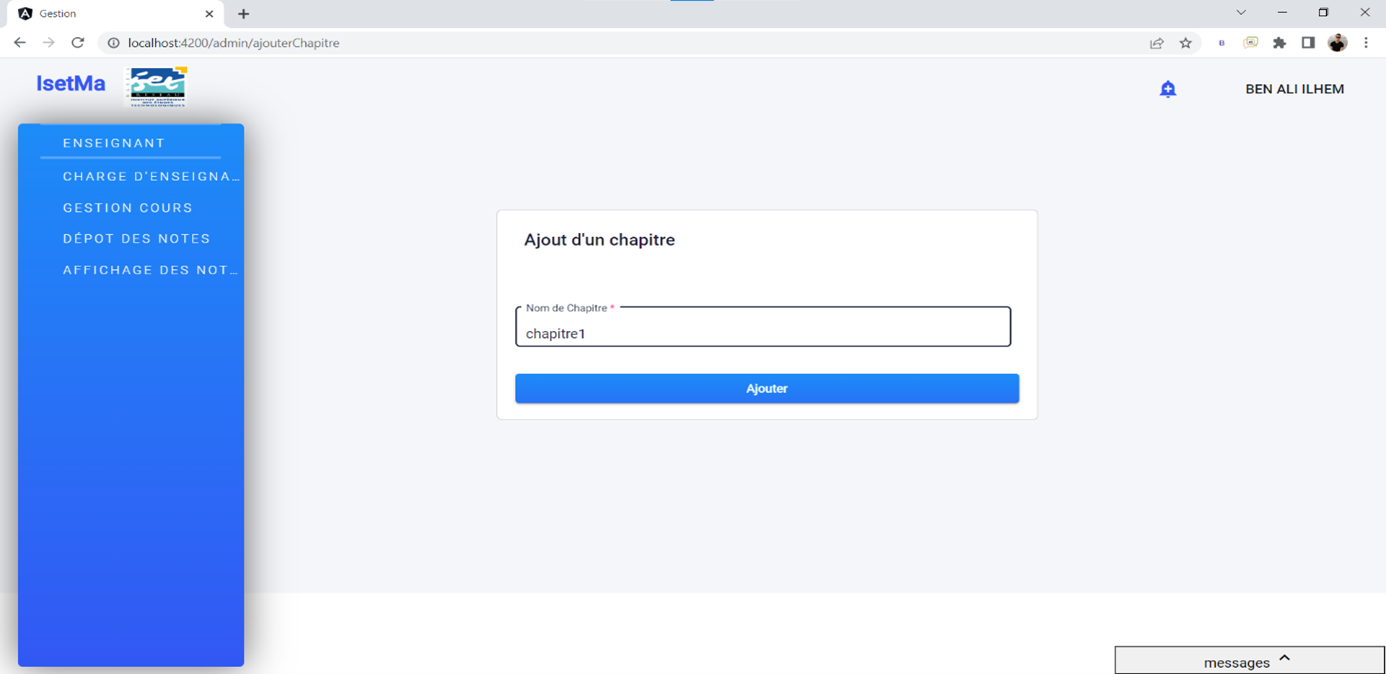 Gestion
localhost:4200/admin/ajouterChapitre
IsetMa
BEN ALI ILHEM
ENSEIGNANT
CHARGE D'ENSEIGNA...
GESTION COURS
DÉPOT DES NOTES
AFFICHAGE DES NOT...
Ajout d'un chapitre
Nom de Chapitre *
chapitre1
Ajouter
messages